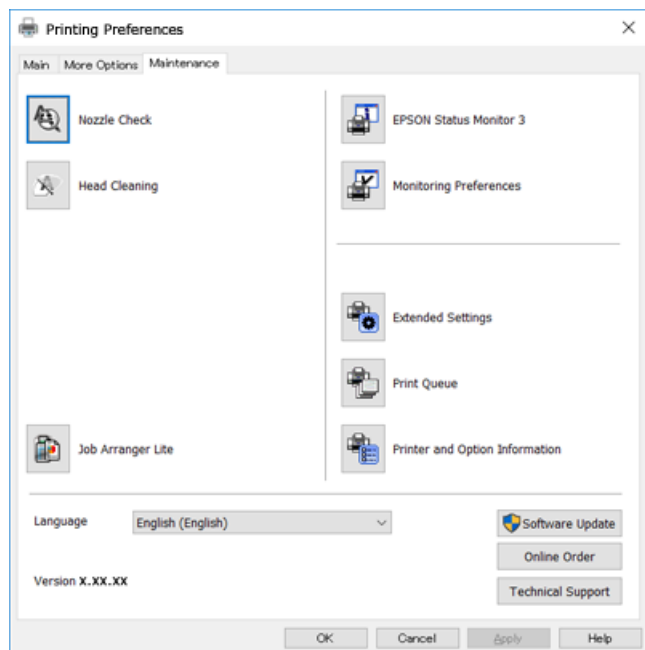 Printing Preferences
Main More Options Maintenance
Nozzle Check
Head Cleaning
Job Arranger Lite
EPSON Status Monitor 3
Monitoring Preferences
Extended Settings
Print Queue
Printer and Option Information
Language English (English)
Version X.XX.XX
Software Update
Online Order
Technical Support
OK Cancel Apply Help